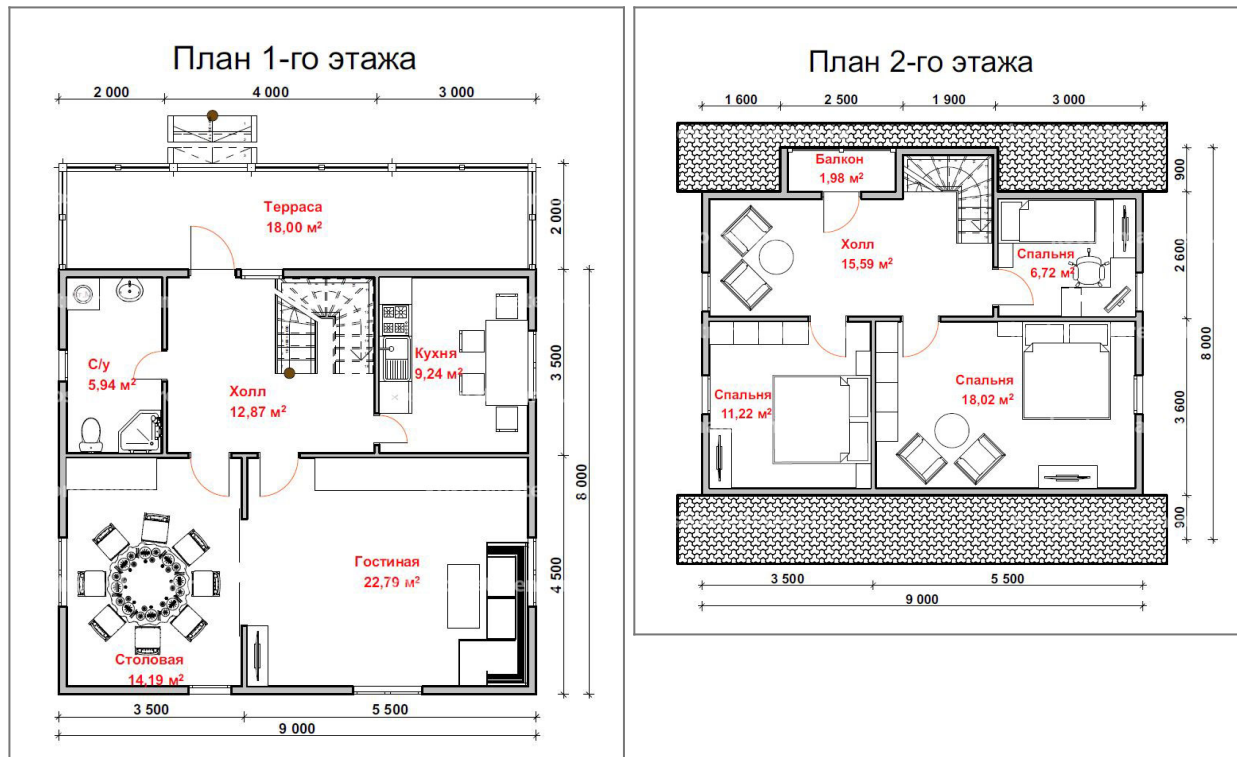 План 1-го этажа
2 000
4 000
3 000
Терраса
18,00 м²
2 000
С/у
5,94 м²
Холл
12,87 м²
Кухня
9,24 м²
3 500
8 000
Гостиная
22,79 м²
4 500
Столовая
14,19 м²
3 500
5 500
9 000
План 2-го этажа
1 600
2 500
1 900
3 000
Балкон
1,98 м²
900
Холл
15,59 м²
Спальня
6,72 м²
2 600
8 000
Спальня
11,22 м²
Спальня
18,02 м²
3 600
900
3 500
5 500
9 000